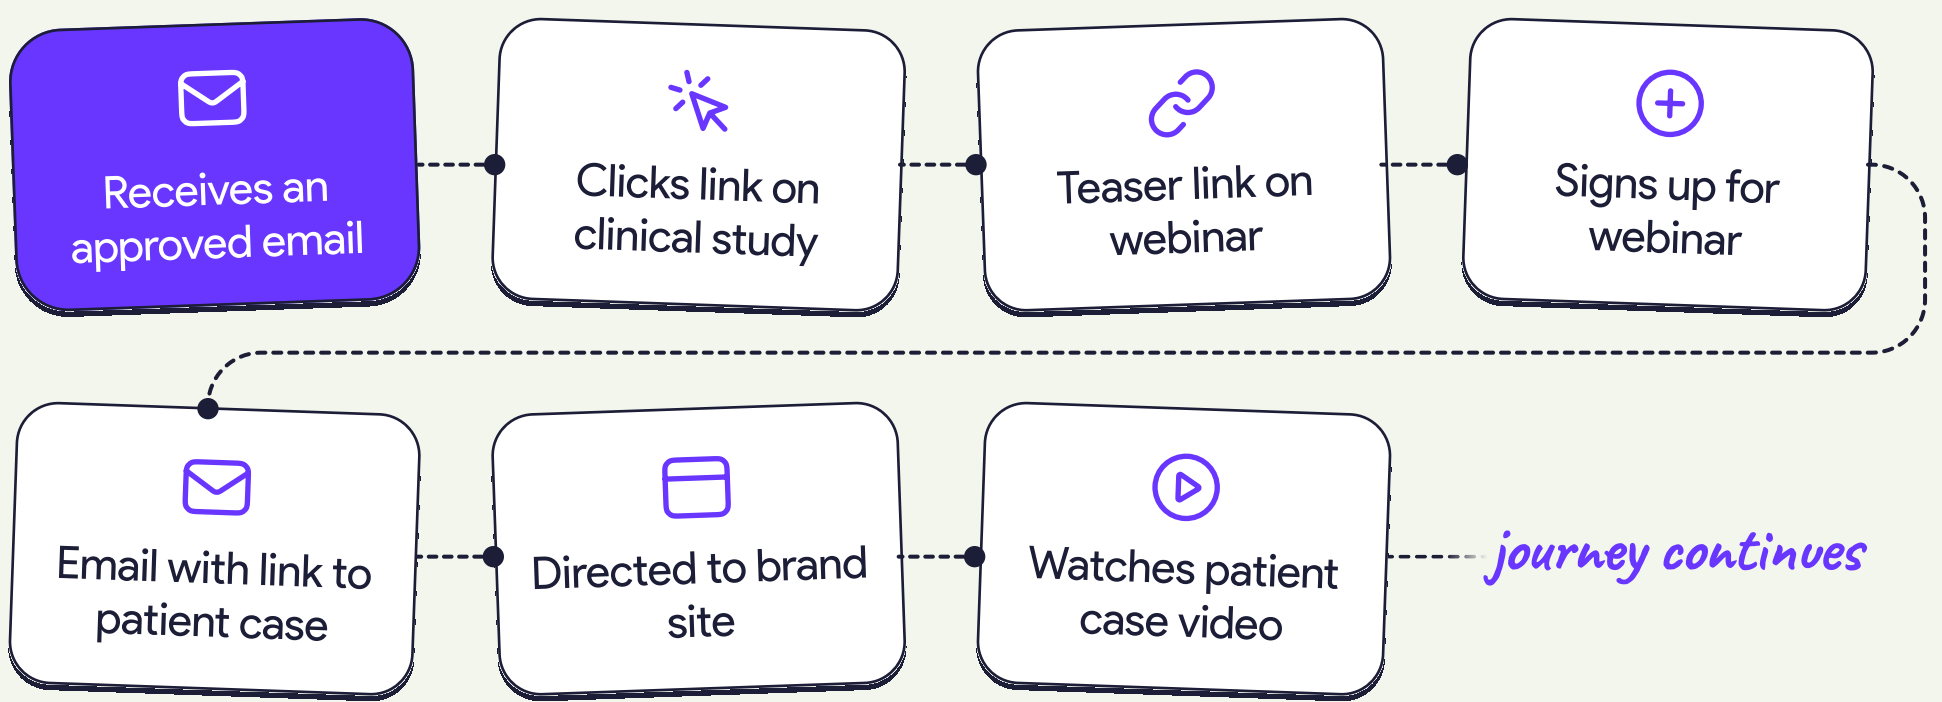 Receives an
approved email
Clicks link on
clinical study
Teaser link on
webinar
Signs up for
webinar
Email with link to
patient case
Directed to brand
site
Watches patient
case video
journey continues